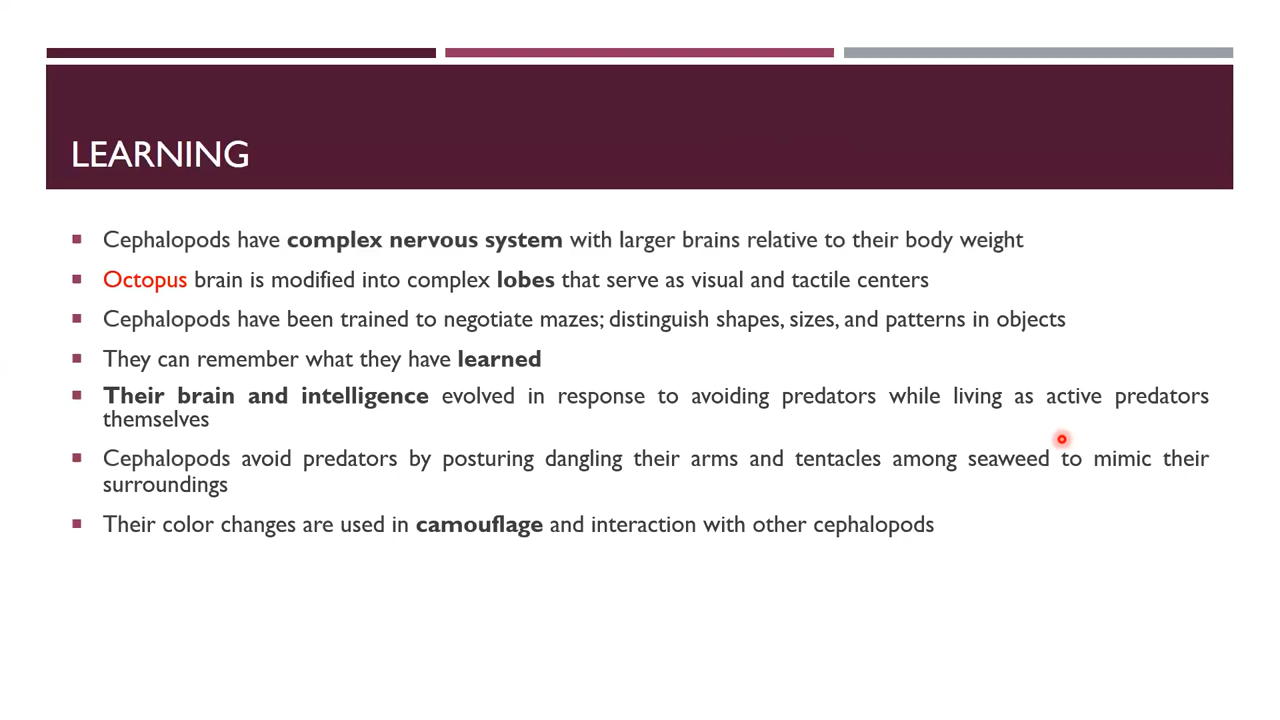 LEARNING
Cephalopods have complex nervous system with larger brains relative to their body weight
Octopus brain is modified into complex lobes that serve as visual and tactile centers
Cephalopods have been trained to negotiate mazes; distinguish shapes, sizes, and patterns in objects
They can remember what they have learned
Their brain and intelligence evolved in response to avoiding predators while living as active predators
themselves
Cephalopods avoid predators by posturing dangling their arms and tentacles among seaweed to mimic their
surroundings
Their color changes are used in camouflage and interaction with other cephalopods